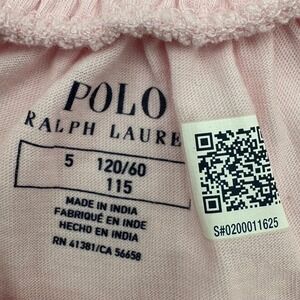 POLO
RALPH LAURE
5 120/60
115
MADE IN INDIA
FABRIQUÉ EN INDE
HECHO EN INDIA
RN 41381/CA 56658
S#0200011625